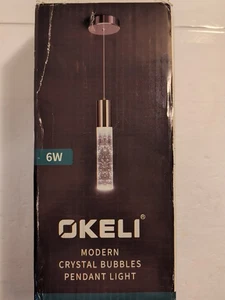 6W
OKELI®
MODERN
CRYSTAL BUBBLES
PENDANT LIGHT